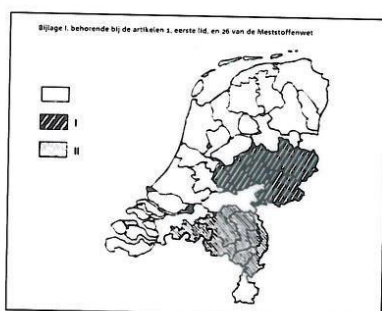 Bijlage I. behorende bij de artikelen 1, eerste lid, en 26 van de Meststoffenwet
I
II